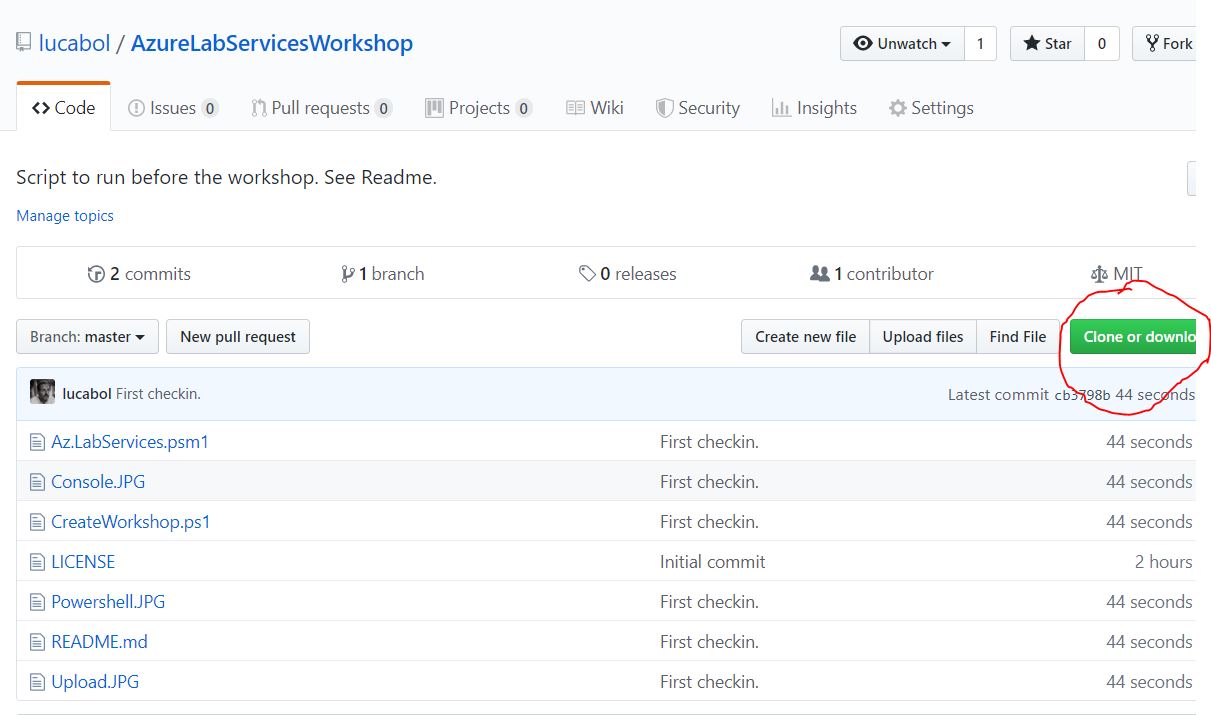 lucabol / AzureLabServicesWorkshop
Unwatch 1 Star 0 Fork
Code Issues 0 Pull requests 0 Projects 0 Wiki Security Insights Settings
Script to run before the workshop. See Readme.
Manage topics
2 commits 1 branch 0 releases 1 contributor MIT
Branch: master New pull request Create new file Upload files Find File Clone or downlo
lucabol First checkin. Latest commit cb3798b 44 seconds
Az.LabServices.psm1 First checkin. 44 seconds
Console.JPG First checkin. 44 seconds
CreateWorkshop.ps1 First checkin. 44 seconds
LICENSE Initial commit 2 hours
Powershell.JPG First checkin. 44 seconds
README.md First checkin. 44 seconds
Upload.JPG First checkin. 44 seconds